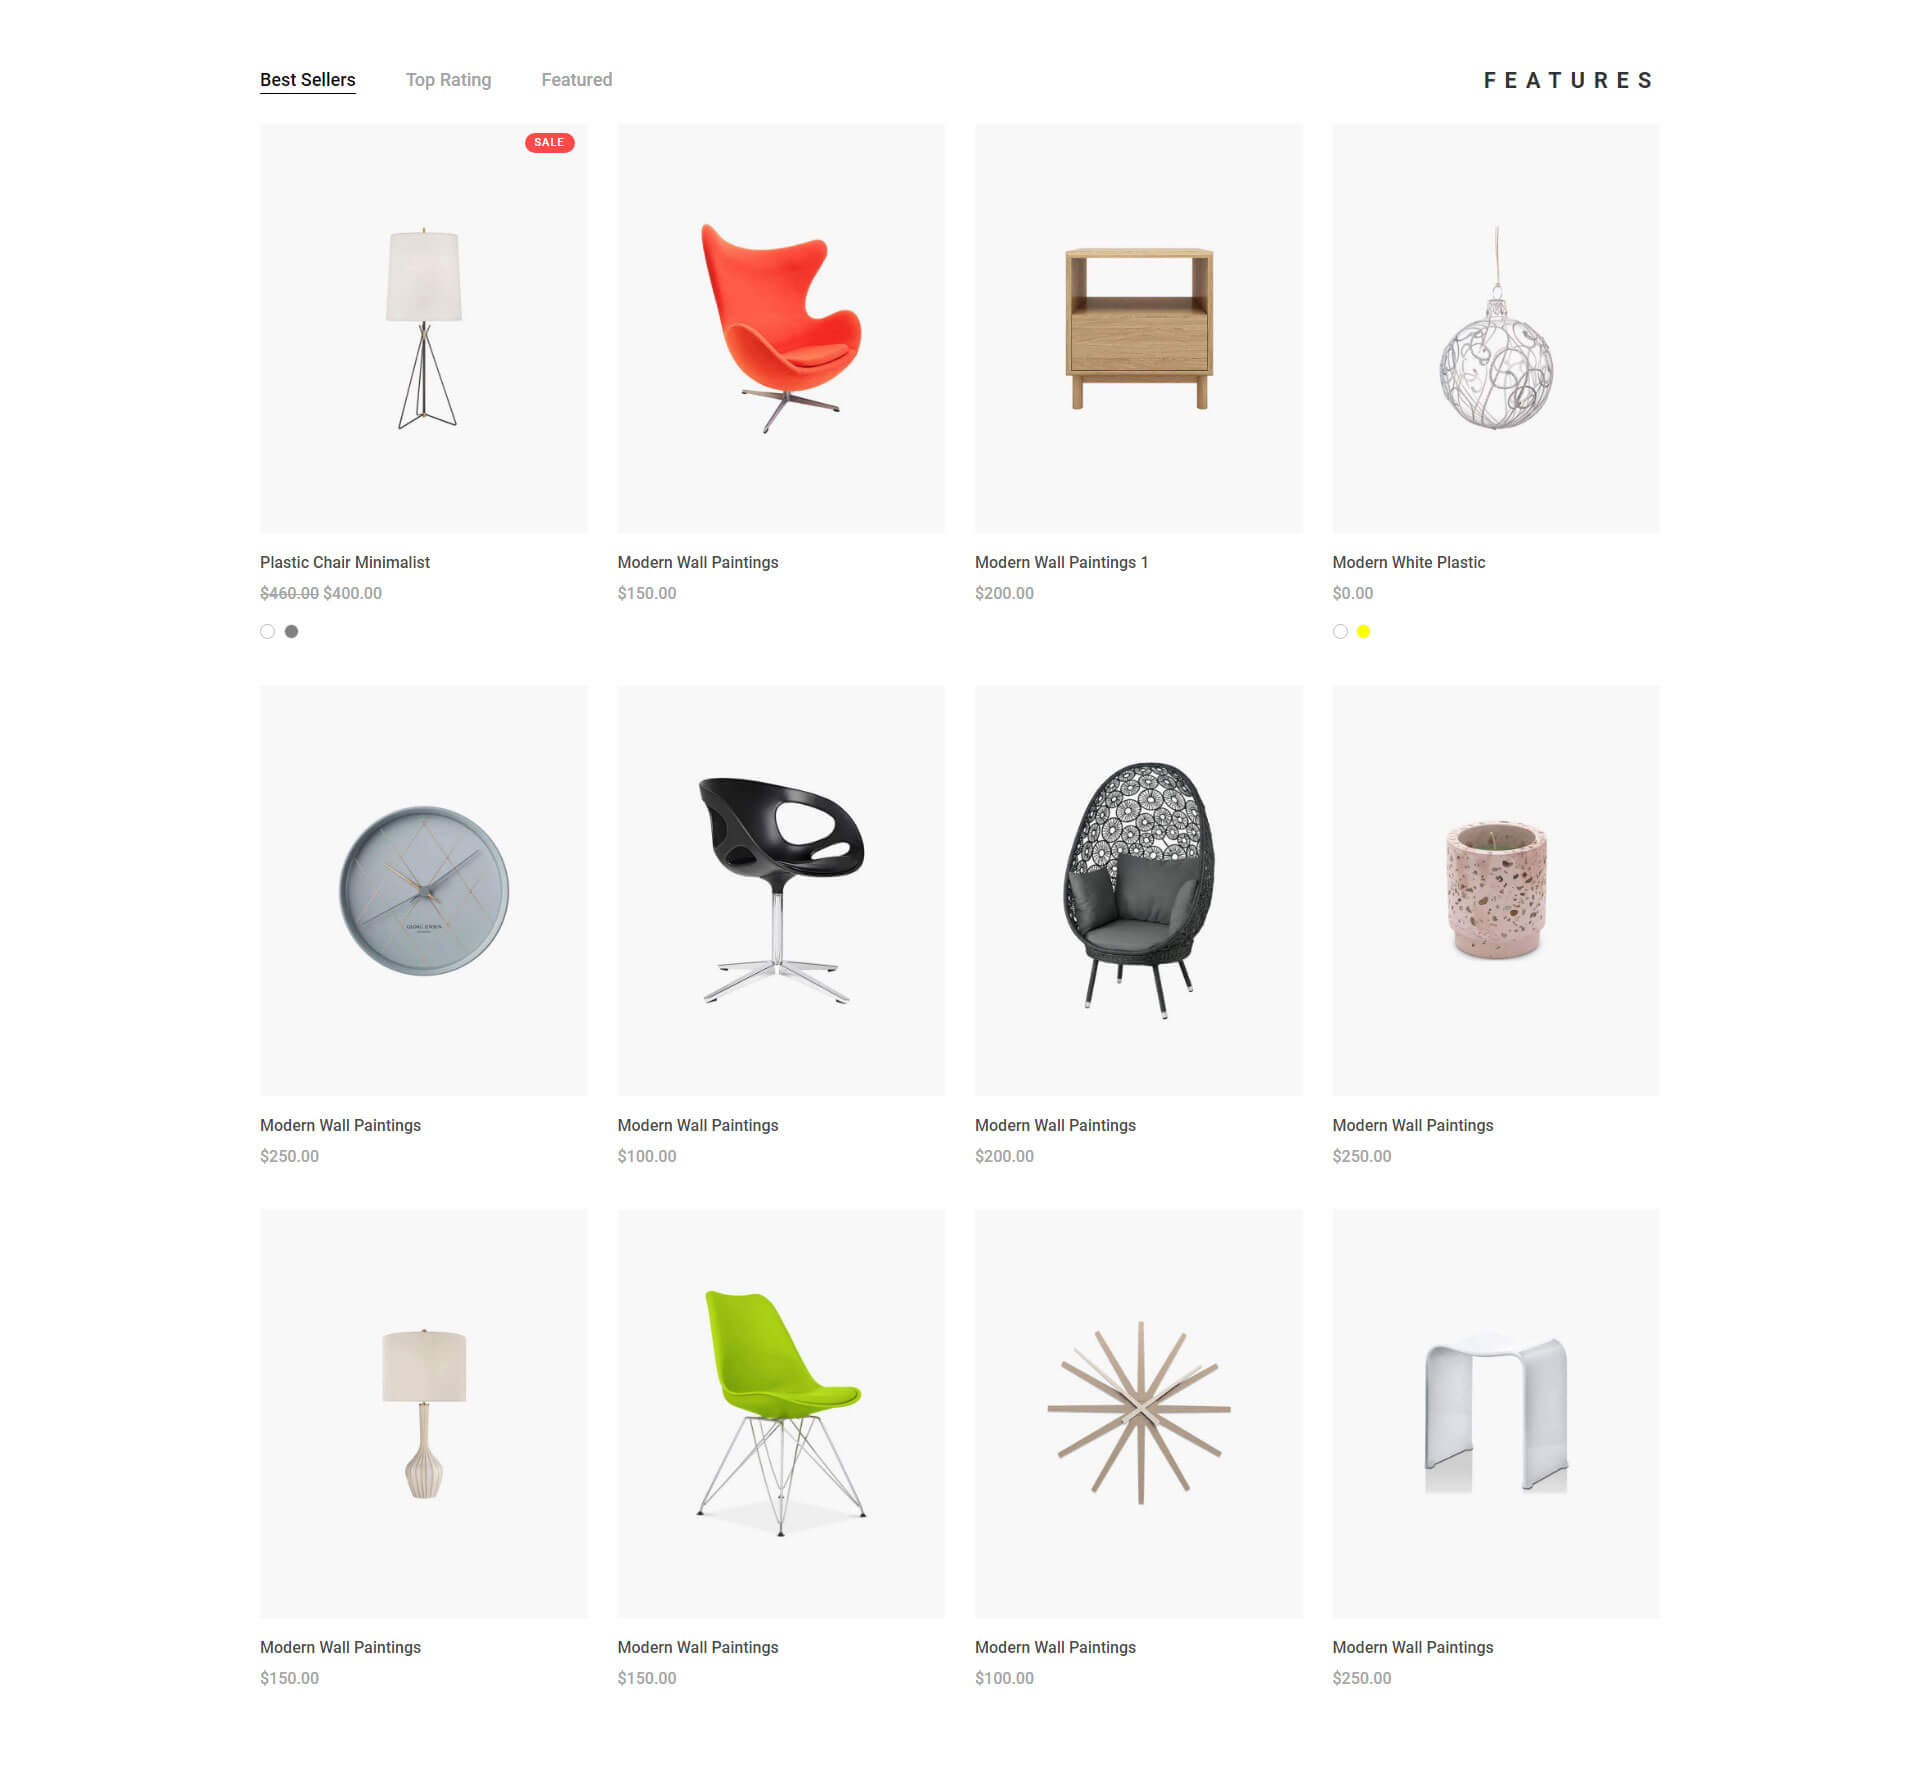 Best Sellers Top Rating Featured FEATURES
SALE
Plastic Chair Minimalist
$460.00 $400.00
Modern Wall Paintings
$150.00
Modern Wall Paintings 1
$200.00
Modern White Plastic
$0.00
Modern Wall Paintings
$250.00
Modern Wall Paintings
$100.00
Modern Wall Paintings
$200.00
Modern Wall Paintings
$250.00
Modern Wall Paintings
$150.00
Modern Wall Paintings
$150.00
Modern Wall Paintings
$100.00
Modern Wall Paintings
$250.00